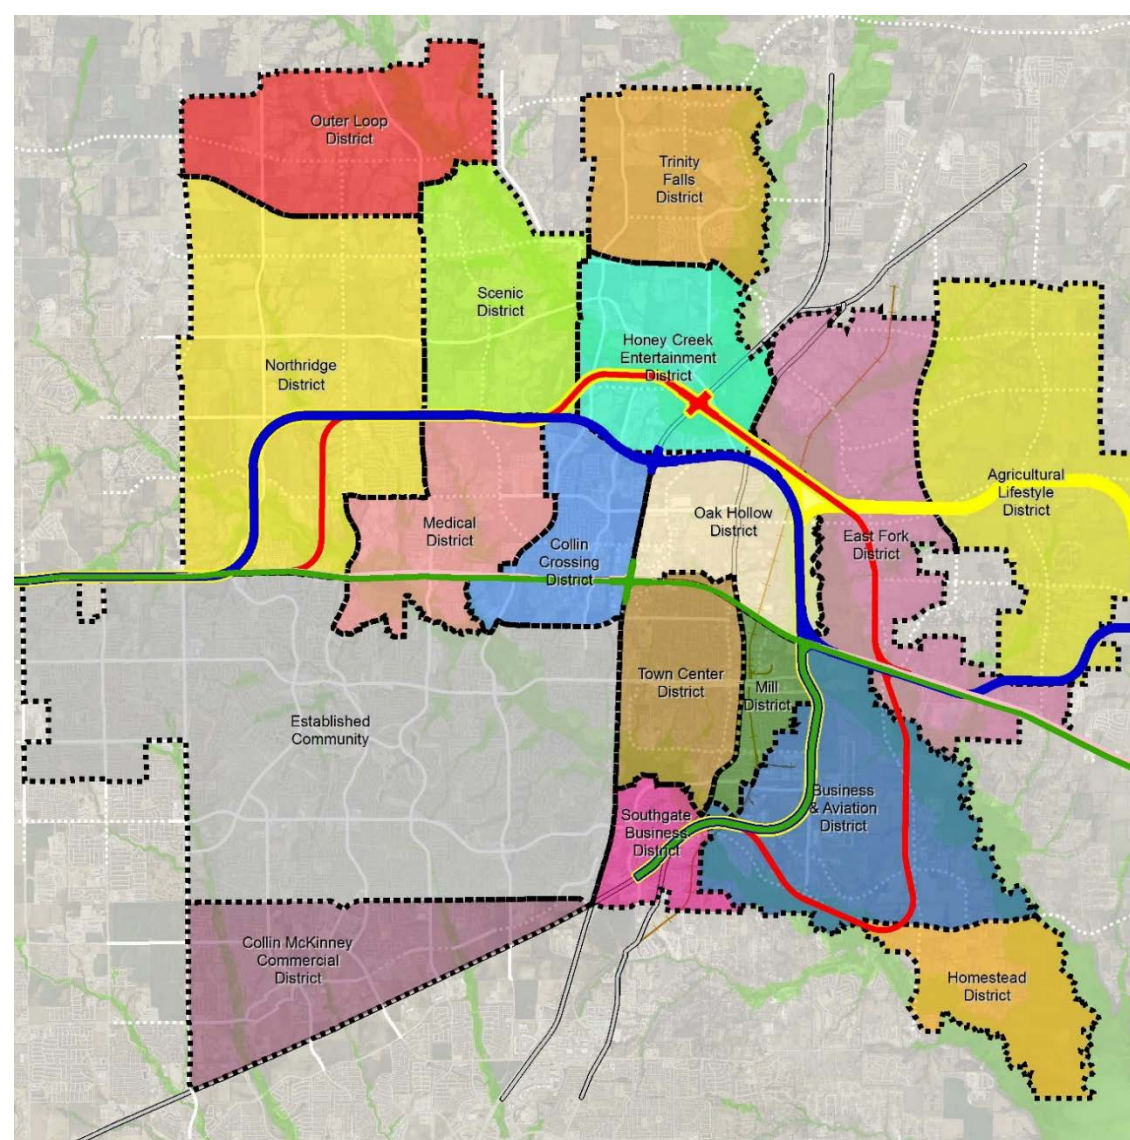 Outer Loop
District
Trinity
Falls
District
Scenic
District
Honey Creek
Entertainment
District
Northridge
District
Agricultural
Lifestyle
District
Medical
District
Oak Hollow
District
Collin
Crossing
District
East Fork
District
Town Center
District
Mill
District
Established
Community
Business
& Aviation
District
Southgate
Business
District
Collin McKinney
Commercial
District
Homestead
District